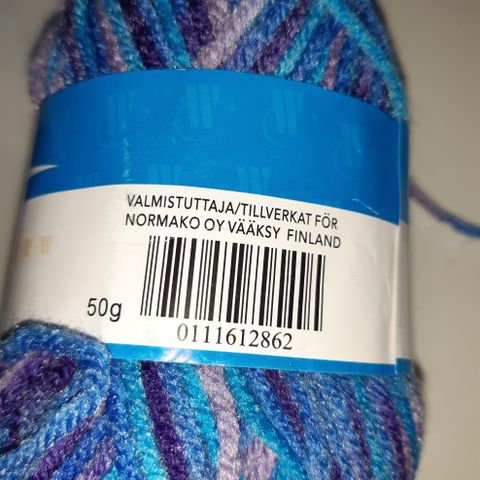 VALMISTUTTAJA/TILLVERKAT FÖR
NORMAKO OY VÄÄKSY FINLAND
50g
0111612862